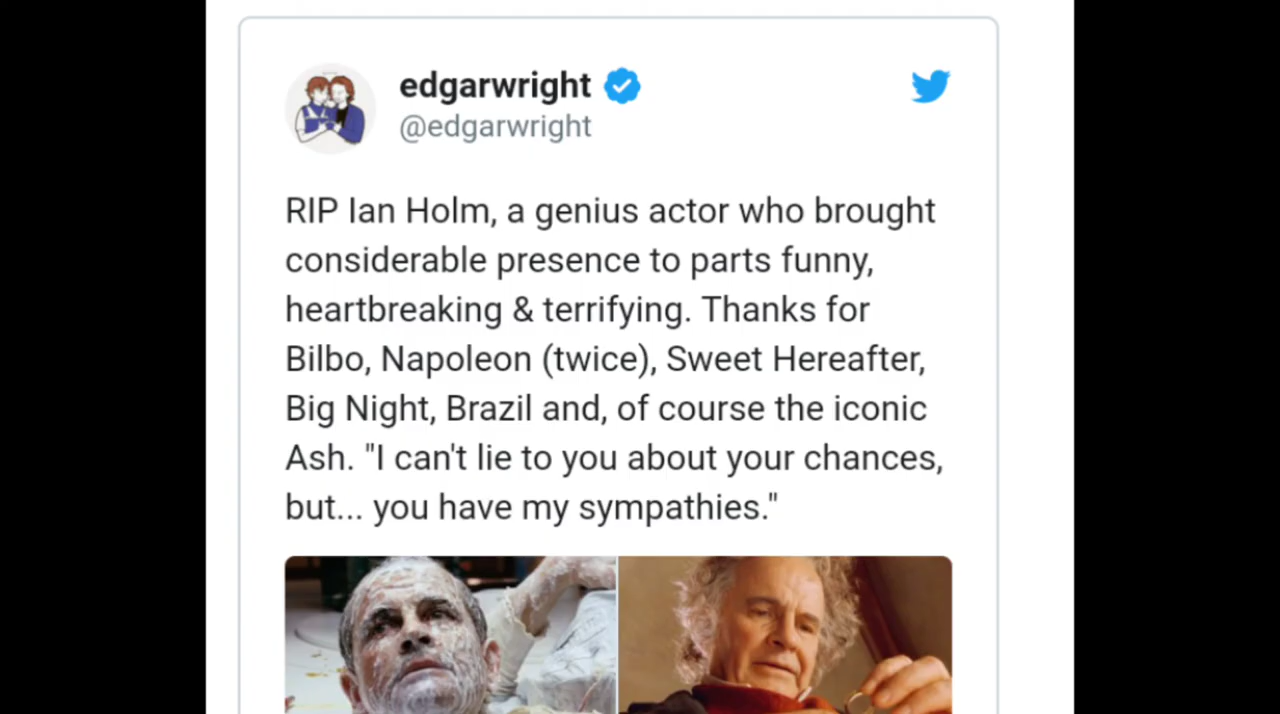 edgarwright
@edgarwright
RIP Ian Holm, a genius actor who brought
considerable presence to parts funny,
heartbreaking & terrifying. Thanks for
Bilbo, Napoleon (twice), Sweet Hereafter,
Big Night, Brazil and, of course the iconic
Ash. "I can't lie to you about your chances,
but... you have my sympathies."